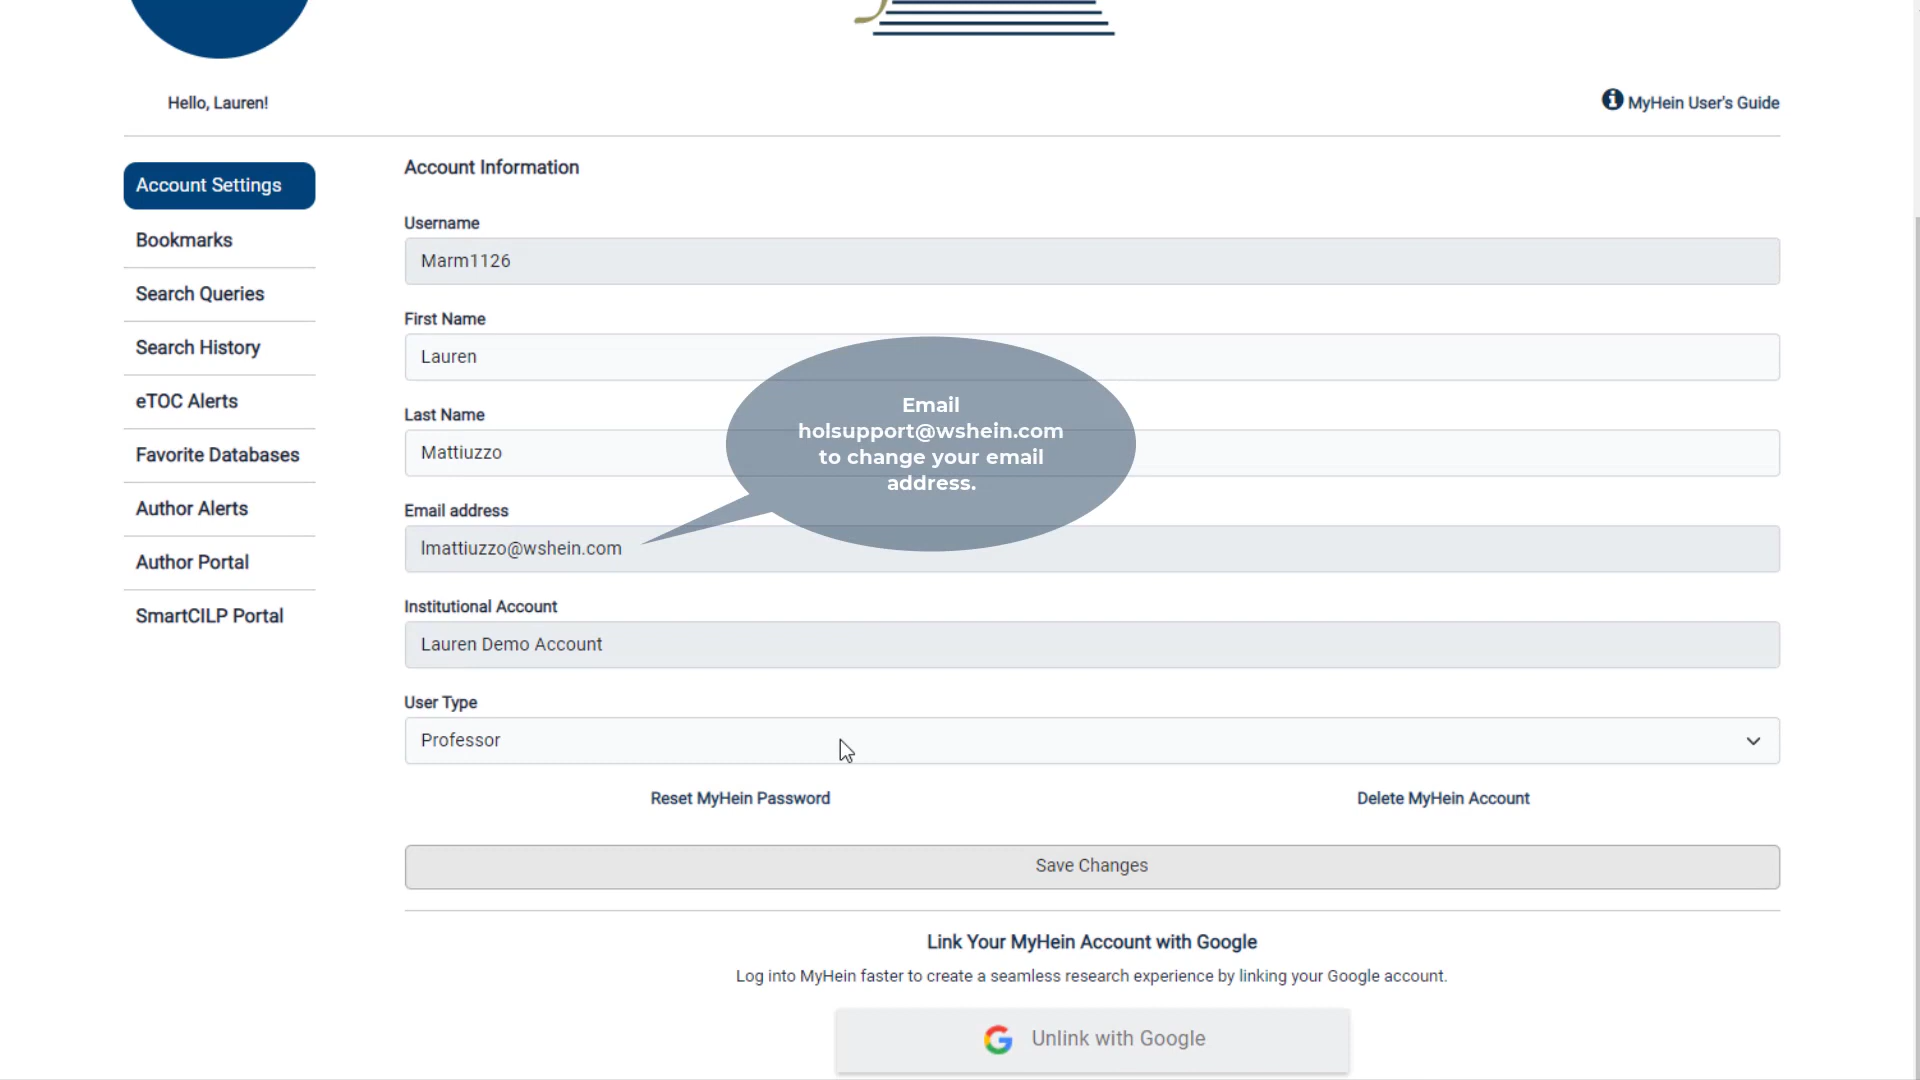 Hello, Lauren!
MyHein User's Guide
Account Settings
Bookmarks
Search Queries
Search History
eTOC Alerts
Favorite Databases
Author Alerts
Author Portal
SmartCILP Portal
Account Information
Username
Marm1126
First Name
Lauren
Last Name
Mattiuzzo
Email
holsupport@wshein.com
to change your email
address.
Email address
lmattiuzzo@wshein.com
Institutional Account
Lauren Demo Account
User Type
Professor
Reset MyHein Password
Delete MyHein Account
Save Changes
Link Your MyHein Account with Google
Log into MyHein faster to create a seamless research experience by linking your Google account.
Unlink with Google